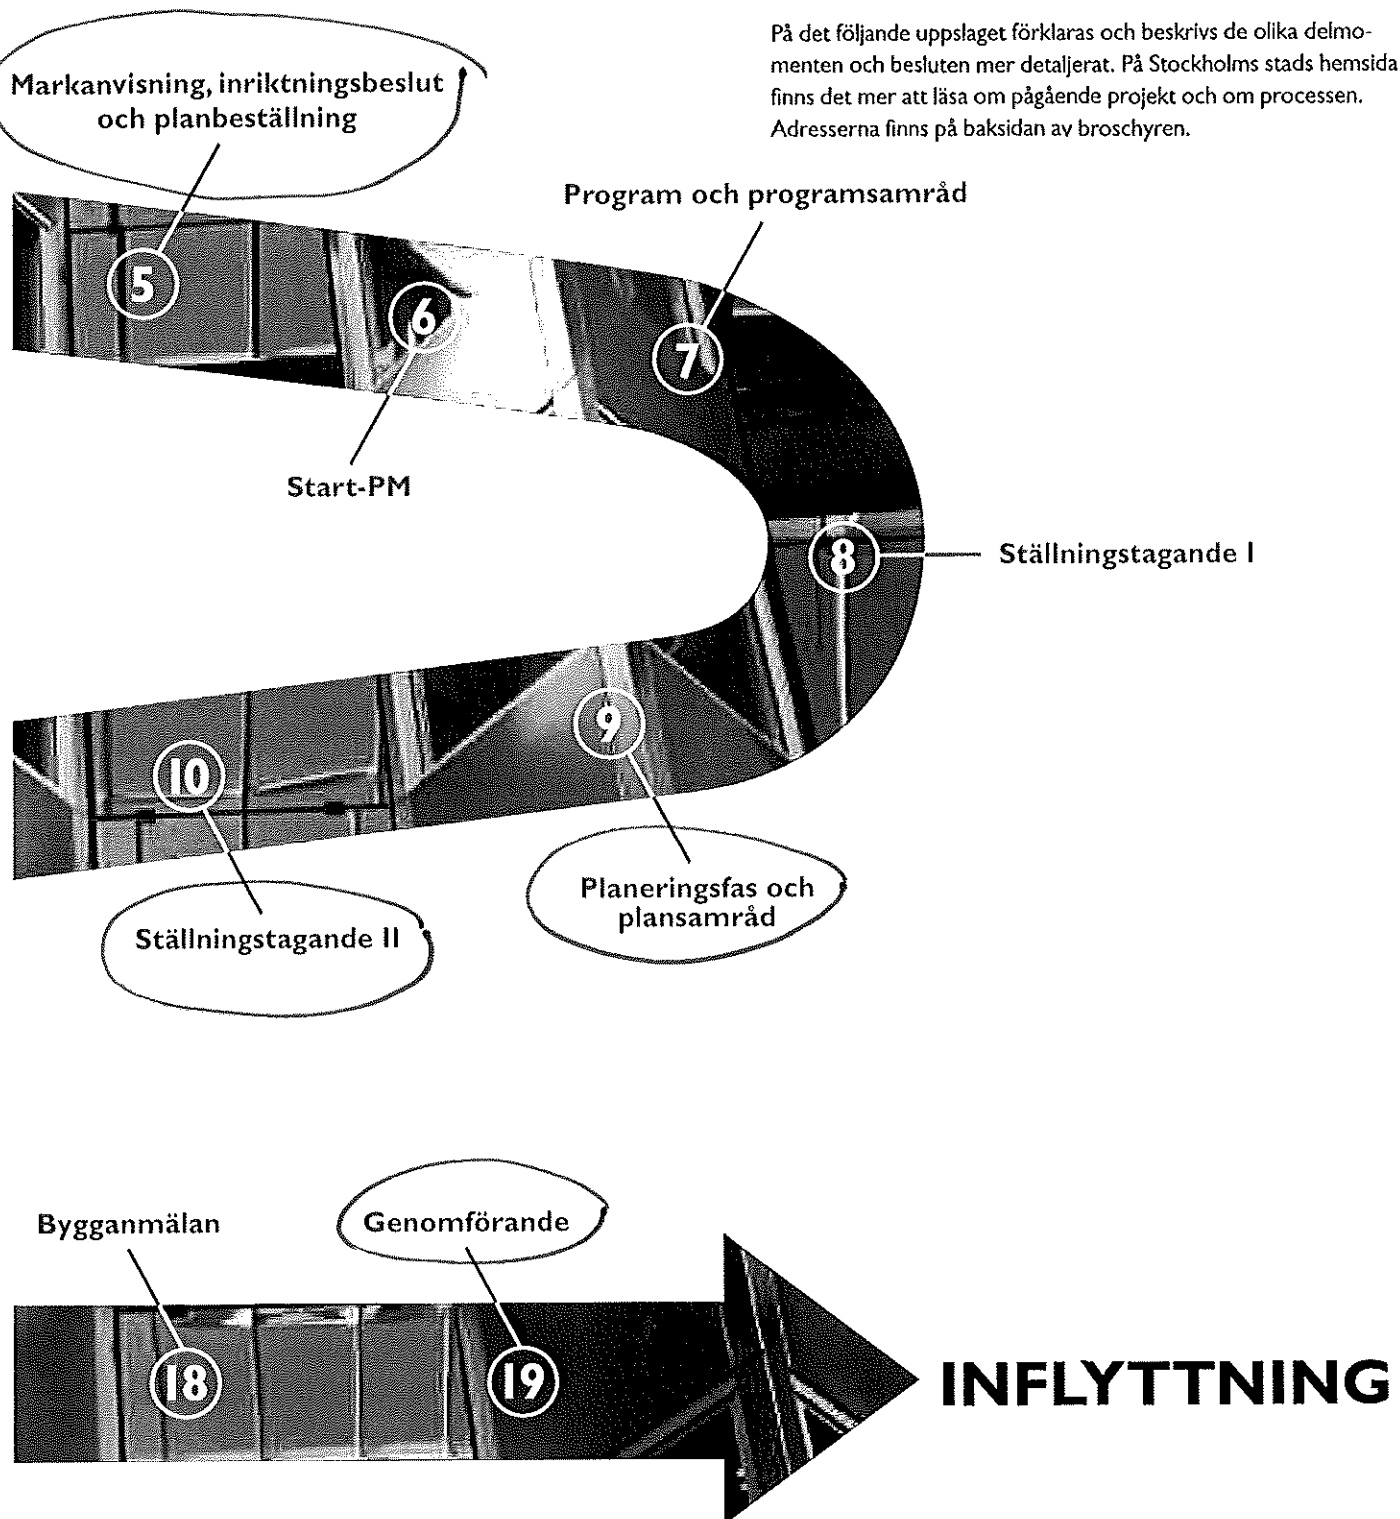 På det följande uppslaget förklaras och beskrivs de olika delmo-
menten och besluten mer detaljerat. På Stockholms stads hemsida
finns det mer att läsa om pågående projekt och om processen.
Adresserna finns på baksidan av broschyren.
Markanvisning, inriktningsbeslut
och planbeställning
Program och programsamråd
5
6
7
Start-PM
8
Ställningstagande I
9
10
Planeringsfas och
plansamråd
Ställningstagande II
Bygganmälan
Genomförande
18
19
INFLYTTNING